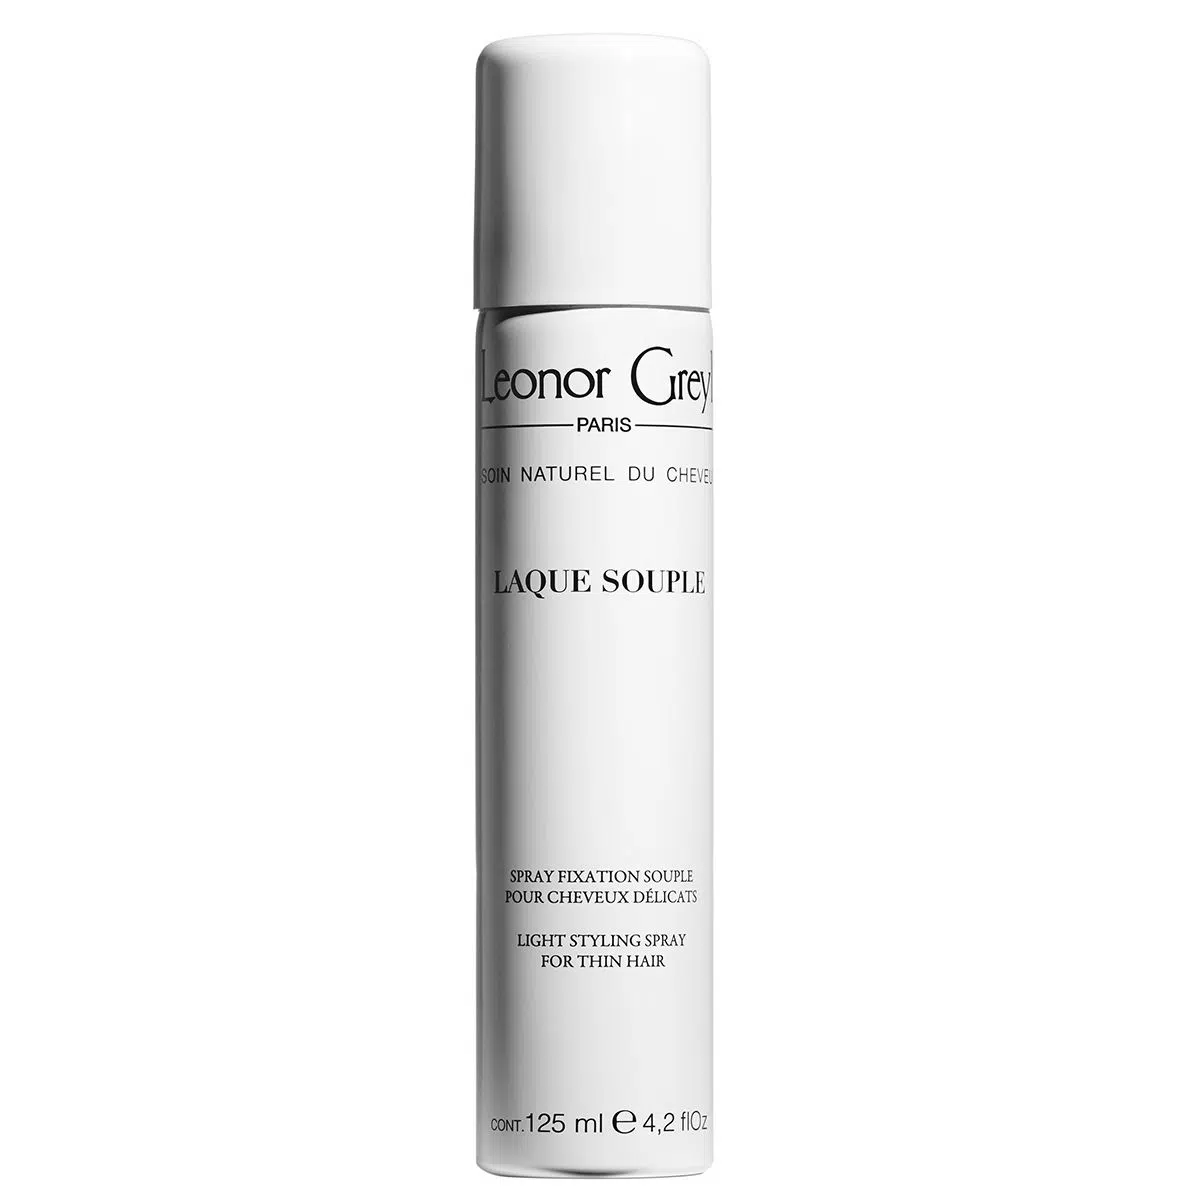 Leonor Greyl
PARIS
SOIN NATUREL DU CHEVEU
LAQUE SOUPLE
SPRAY FIXATION SOUPLE
POUR CHEVEUX DÉLICATS
LIGHT STYLING SPRAY
FOR THIN HAIR
CONT. 125 ml e 4,2 flOz